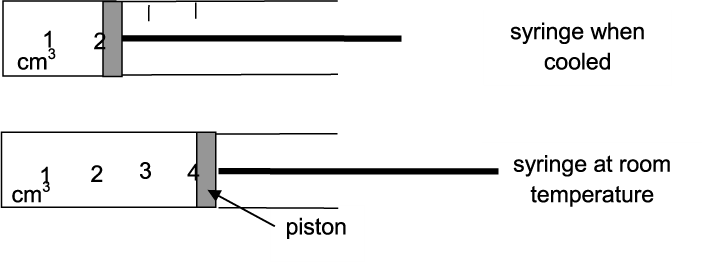 1 2
cm³
syringe when
cooled
1 2 3 4
cm³
syringe at room
temperature
piston